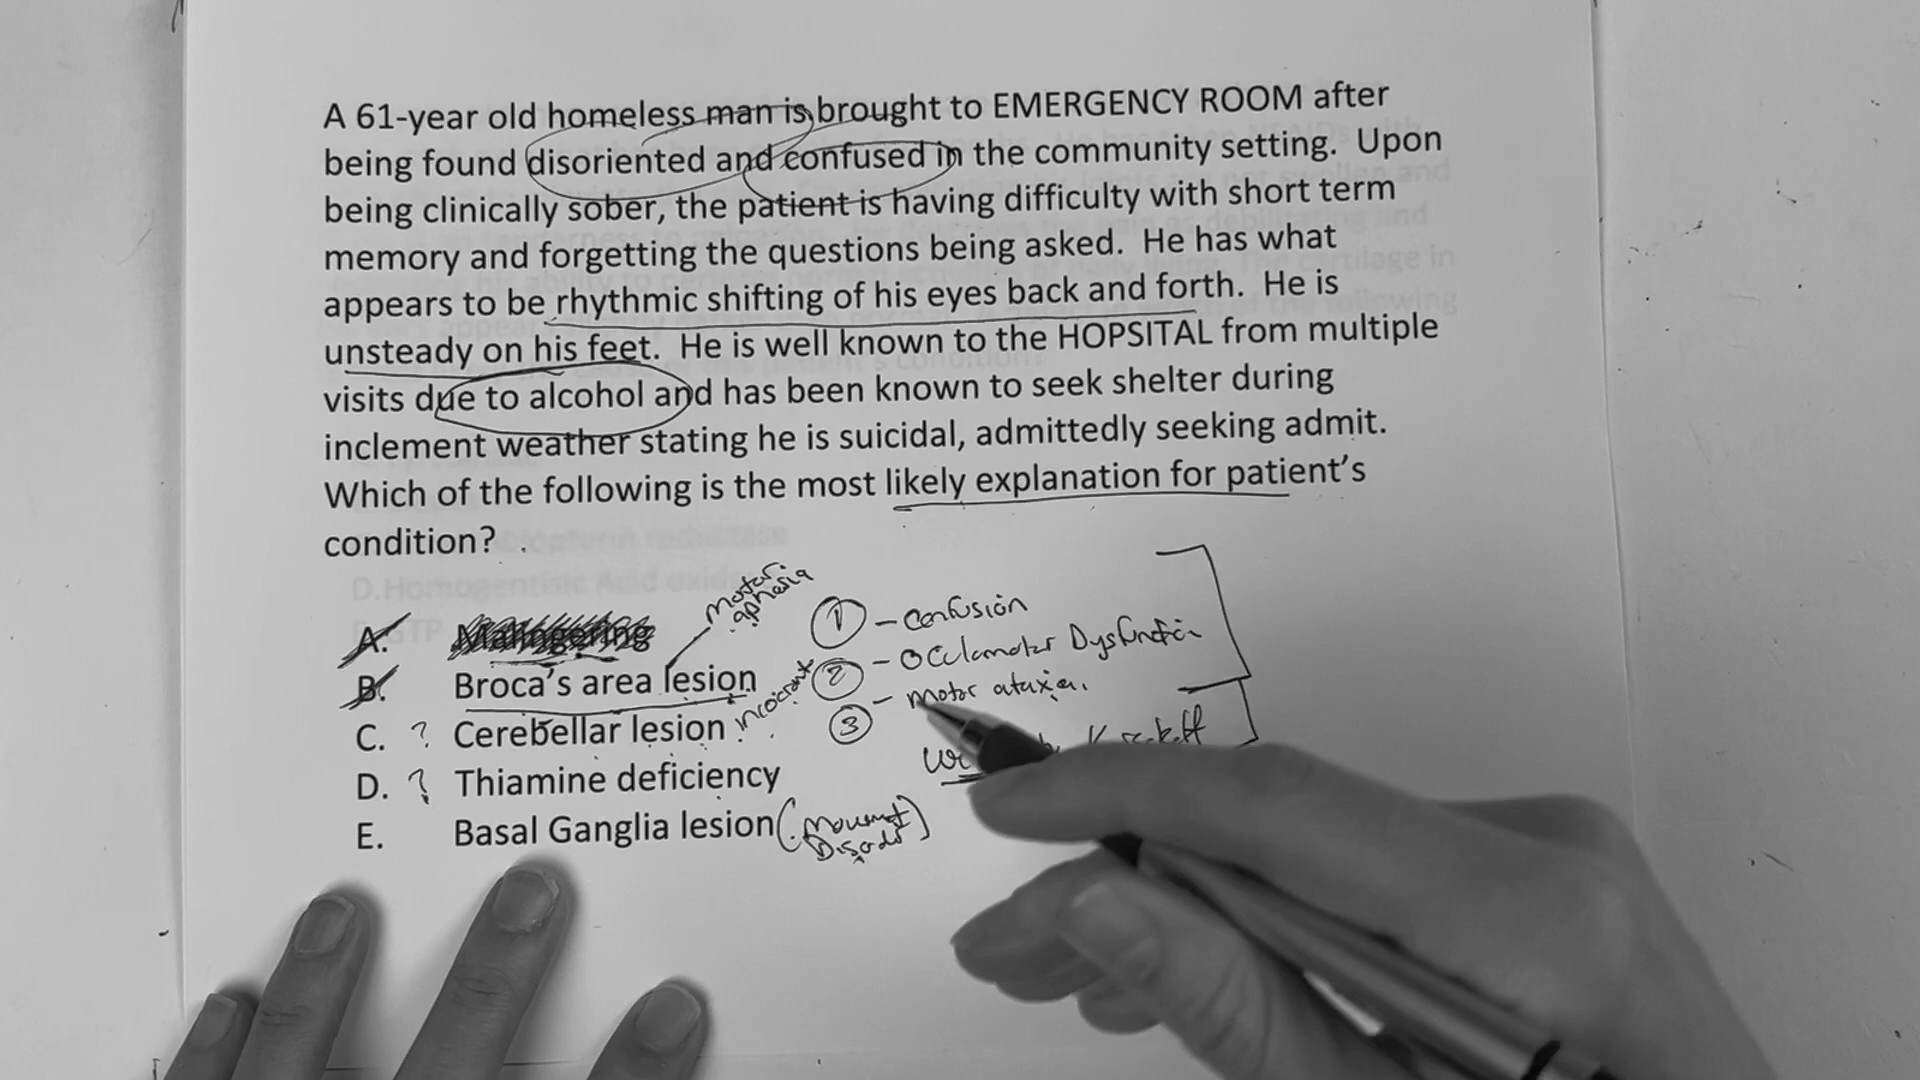 A 61-year old homeless man is brought to EMERGENCY ROOM after
being found disoriented and confused in the community setting. Upon
being clinically sober, the patient is having difficulty with short term
memory and forgetting the questions being asked. He has what
appears to be rhythmic shifting of his eyes back and forth. He is
unsteady on his feet. He is well known to the HOPSITAL from multiple
visits due to alcohol and has been known to seek shelter during
inclement weather stating he is suicidal, admittedly seeking admit.
Which of the following is the most likely explanation for patient's
condition?
A. Malingering
B. Broca's area lesion
motor
aphasia
C. ? Cerebellar lesion
D. ? Thiamine deficiency
E. Basal Ganglia lesion (
Disorder
1 - confusion
2 - Occulomotor Dysfunction
3 - motor ataxia.